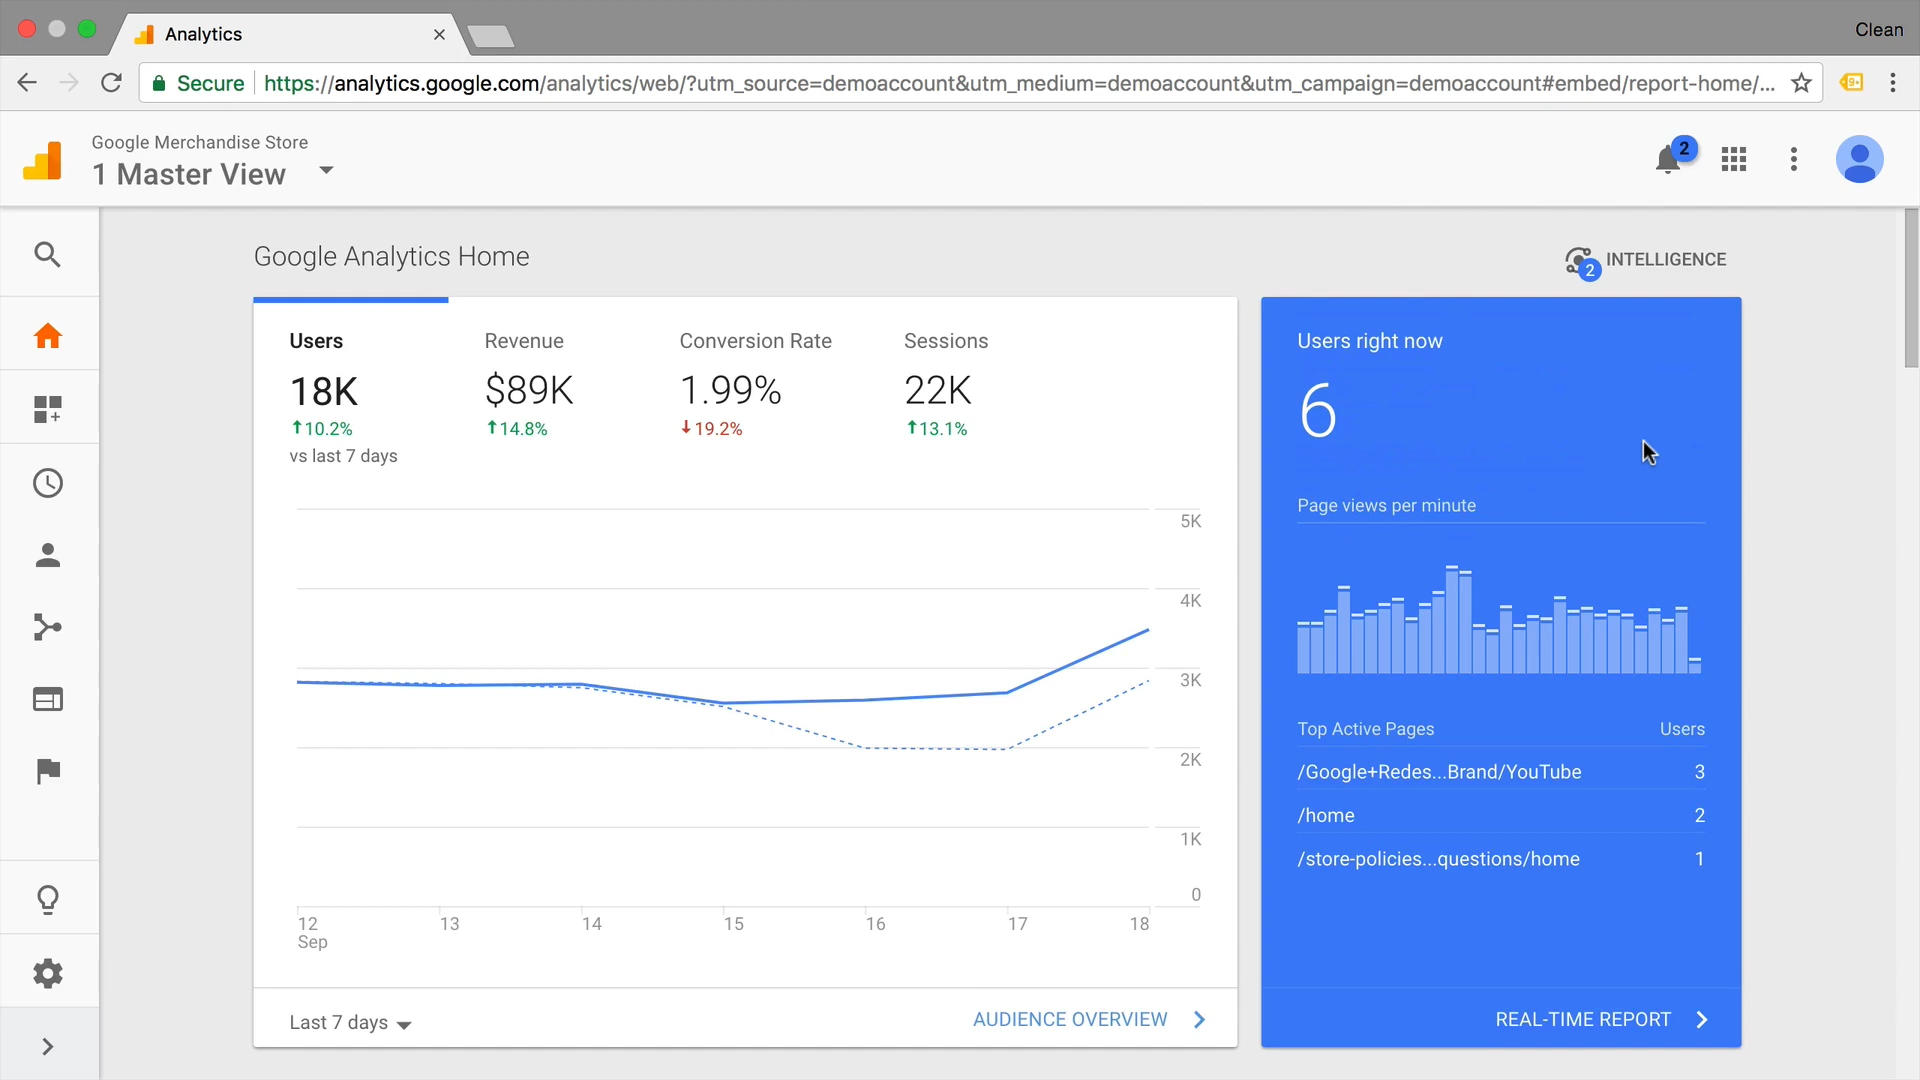 Analytics
Clean
Secure
https://analytics.google.com/analytics/web/?utm_source=demoaccount&utm_medium=demoaccount&utm_campaign=demoaccount#embed/report-home/...
9+
Google Merchandise Store
1 Master View
2
Google Analytics Home
2
INTELLIGENCE
Users
Revenue
Conversion Rate
Sessions
18K
$89K
1.99%
22K
10.2%
14.8%
19.2%
13.1%
vs last 7 days
5K
4K
3K
2K
1K
0
12
13
14
15
16
17
18
Sep
Last 7 days
AUDIENCE OVERVIEW
Users right now
6
Page views per minute
Top Active Pages
Users
/Google+Redes...Brand/YouTube
3
/home
2
/store-policies...questions/home
1
REAL-TIME REPORT